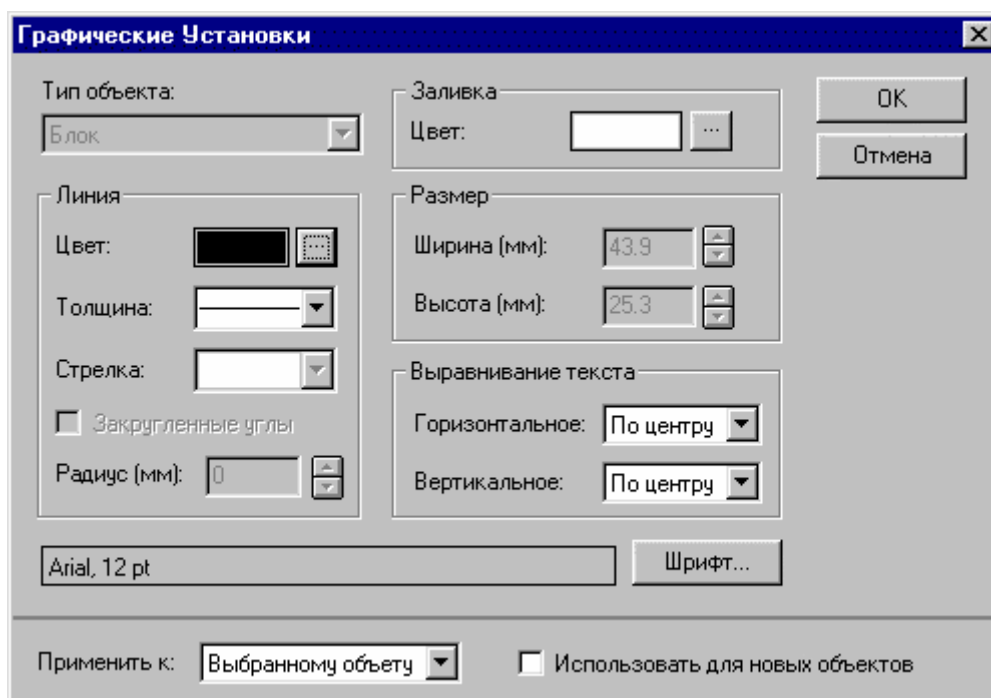 Графические Установки
Тип объекта:
Блок
Заливка
Цвет:
...
OK
Отмена
Линия
Цвет:
...
Толщина:
Стрелка:
Закругленные углы
Радиус (мм):
0
Размер
Ширина (мм):
43.9
Высота (мм):
25.3
Выравнивание текста
Горизонтальное:
По центру
Вертикальное:
По центру
Arial, 12 pt
Шрифт...
Применить к:
Выбранному объету
Использовать для новых объектов